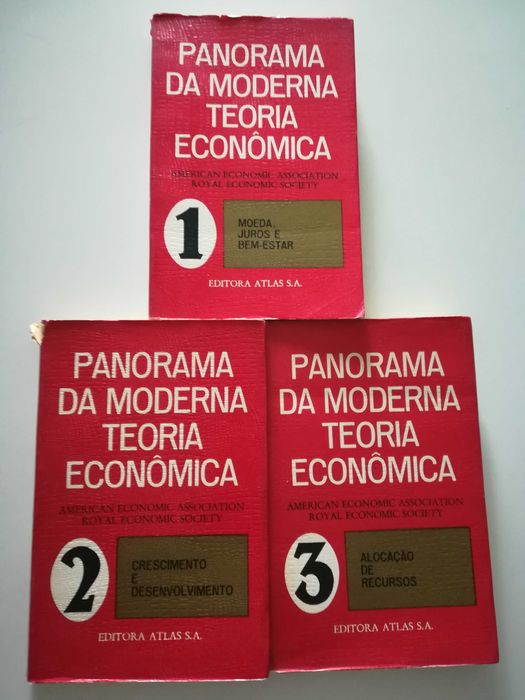 PANORAMA
DA MODERNA
TEORIA
ECONÔMICA
AMERICAN ECONOMIC ASSOCIATION
ROYAL ECONOMIC SOCIETY
1
MOEDA,
JUROS E
BEM-ESTAR
EDITORA ATLAS S.A.
PANORAMA
DA MODERNA
TEORIA
ECONÔMICA
AMERICAN ECONOMIC ASSOCIATION
ROYAL ECONOMIC SOCIETY
2
CRESCIMENTO
E
DESENVOLVIMENTO
EDITORA ATLAS S.A.
PANORAMA
DA MODERNA
TEORIA
ECONÔMICA
AMERICAN ECONOMIC ASSOCIATION
ROYAL ECONOMIC SOCIETY
3
ALOCAÇÃO
DE
RECURSOS
EDITORA ATLAS S.A.